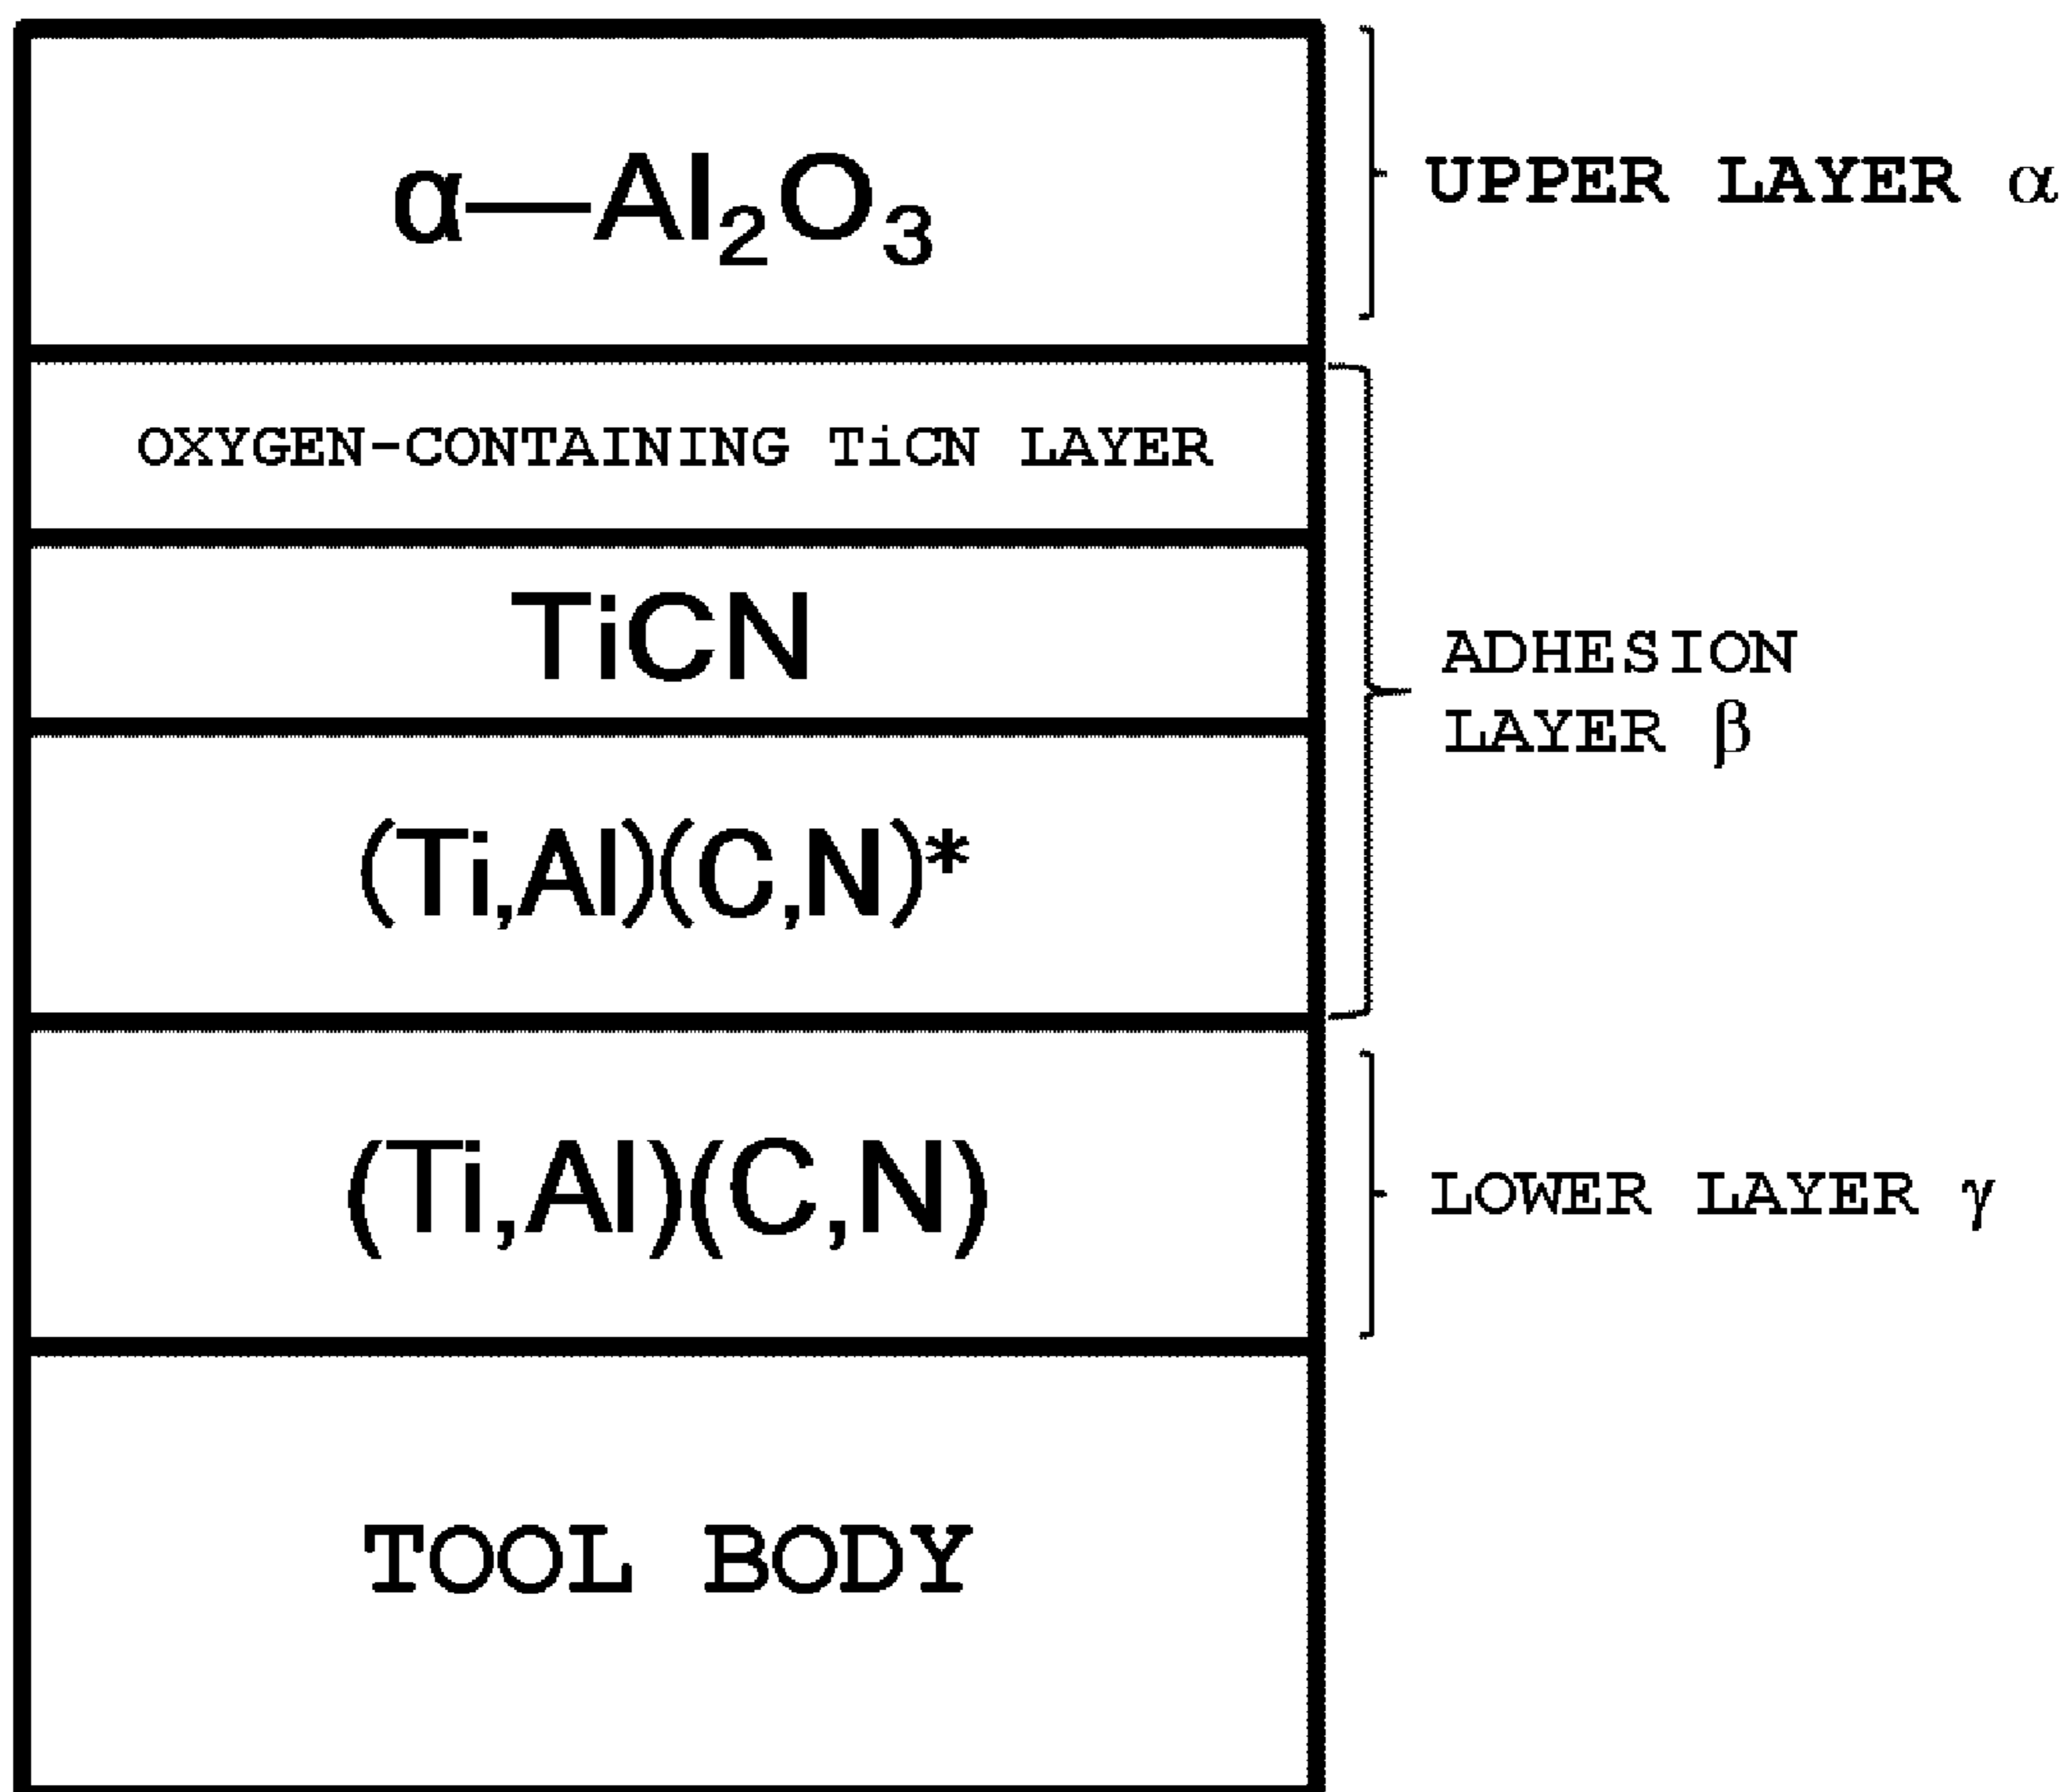 α—Al₂O₃
UPPER LAYER α
OXYGEN-CONTAINING TiCN LAYER
TiCN
ADHESION
LAYER β
(Ti,Al)(C,N)*
(Ti,Al)(C,N)
LOWER LAYER γ
TOOL BODY